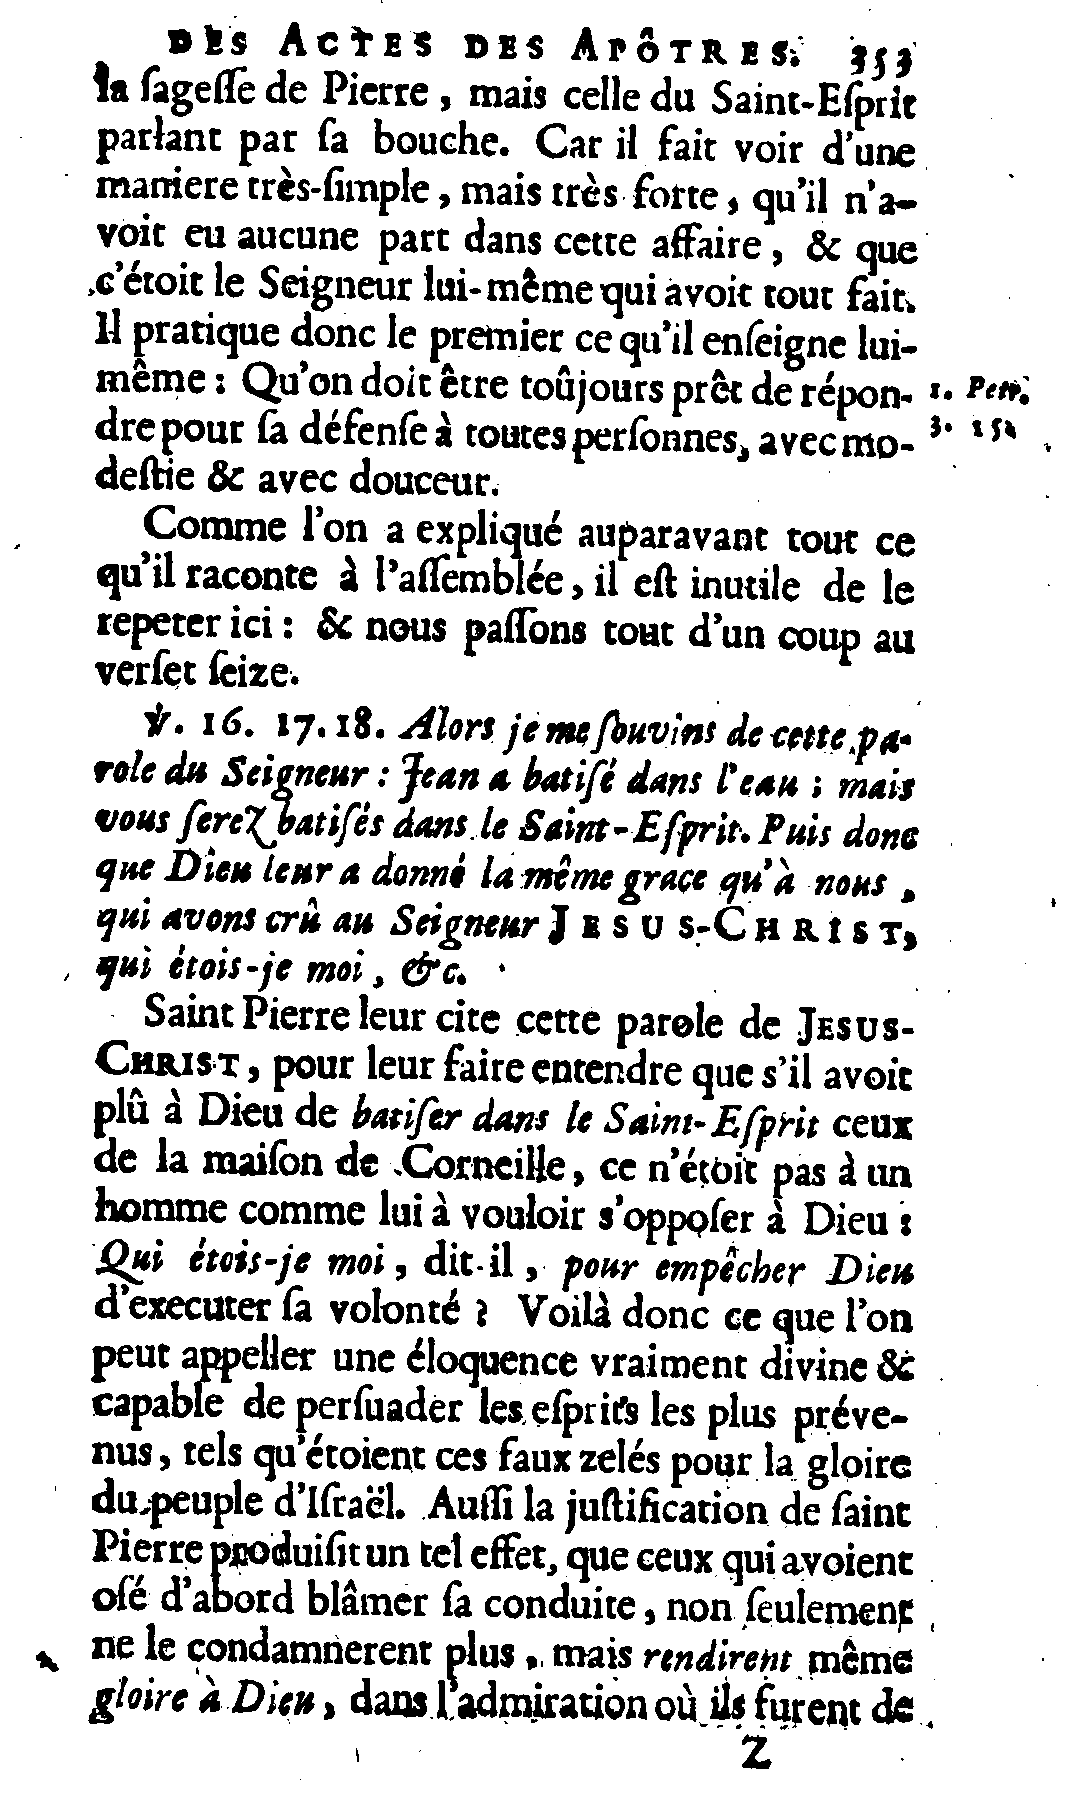 DES ACTES DES APÔTRES. 353
la ſageſſe de Pierre, mais celle du Saint-Eſprit
parlant par ſa bouche. Car il fait voir d'une
maniere très-ſimple, mais très forte, qu'il n'a-
voit eu aucune part dans cette affaire, & que
c'étoit le Seigneur lui-même qui avoit tout fait.
Il pratique donc le premier ce qu'il enſeigne lui-
même : Qu'on doit être toûjours prêt de répon- 1. Petr.
dre pour ſa défenſe à toutes perſonnes, avec mo- 3. 15.
deſtie & avec douceur.
Comme l'on a expliqué auparavant tout ce
qu'il raconte à l'aſſemblée, il eſt inutile de le
repeter ici : & nous paſſons tout d'un coup au
verſet ſeize.
℣. 16. 17. 18. Alors je me ſouvins de cette pa-
role du Seigneur : Jean a batiſé dans l'eau ; mais
vous ſerez batiſés dans le Saint-Eſprit. Puis donc
que Dieu leur a donné la même grace qu'à nous,
qui avons crû au Seigneur JESUS-CHRIST,
qui étois-je moi, &c.
Saint Pierre leur cite cette parole de JESUS-
CHRIST, pour leur faire entendre que s'il avoit
plû à Dieu de batiſer dans le Saint-Eſprit ceux
de la maiſon de Corneille, ce n'étoit pas à un
homme comme lui à vouloir s'oppoſer à Dieu :
Qui étois-je moi, dit-il, pour empêcher Dieu
d'executer ſa volonté ? Voilà donc ce que l'on
peut appeller une éloquence vraiment divine &
capable de perſuader les eſprits les plus préve-
nus, tels qu'étoient ces faux zelés pour la gloire
du peuple d'Iſraël. Auſſi la juſtification de ſaint
Pierre produiſit un tel effet, que ceux qui avoient
oſé d'abord blâmer ſa conduite, non ſeulement
ne le condamnerent plus, mais rendirent même
gloire à Dieu, dans l'admiration où ils furent de
Z